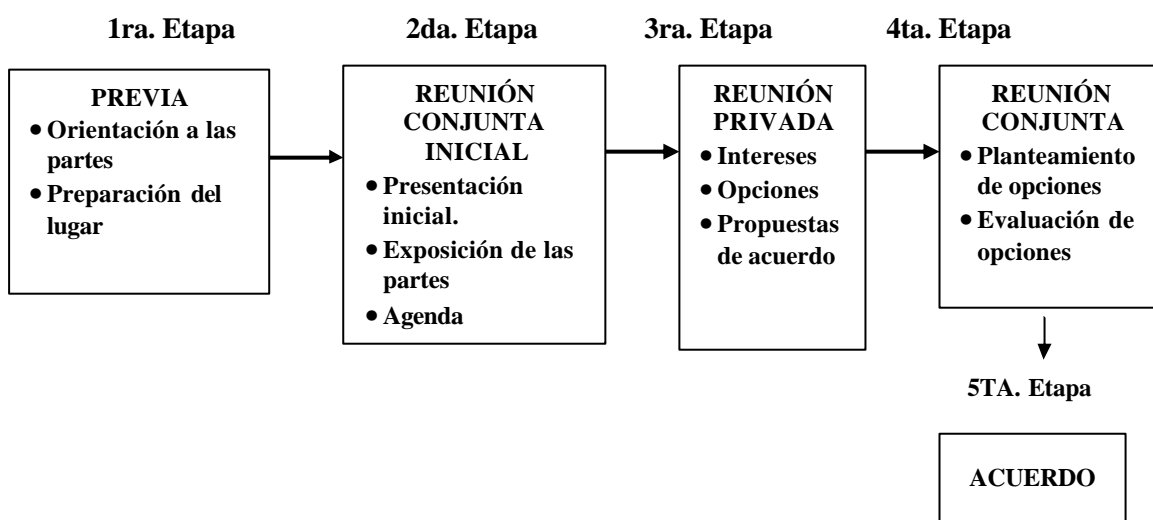 1ra. Etapa
2da. Etapa
3ra. Etapa
4ta. Etapa
PREVIA
• Orientación a las
partes
• Preparación del
lugar
REUNIÓN
CONJUNTA
INICIAL
• Presentación
inicial.
• Exposición de las
partes
• Agenda
REUNIÓN
PRIVADA
• Intereses
• Opciones
• Propuestas
de acuerdo
REUNIÓN
CONJUNTA
• Planteamiento
de opciones
• Evaluación de
opciones
5TA. Etapa
ACUERDO